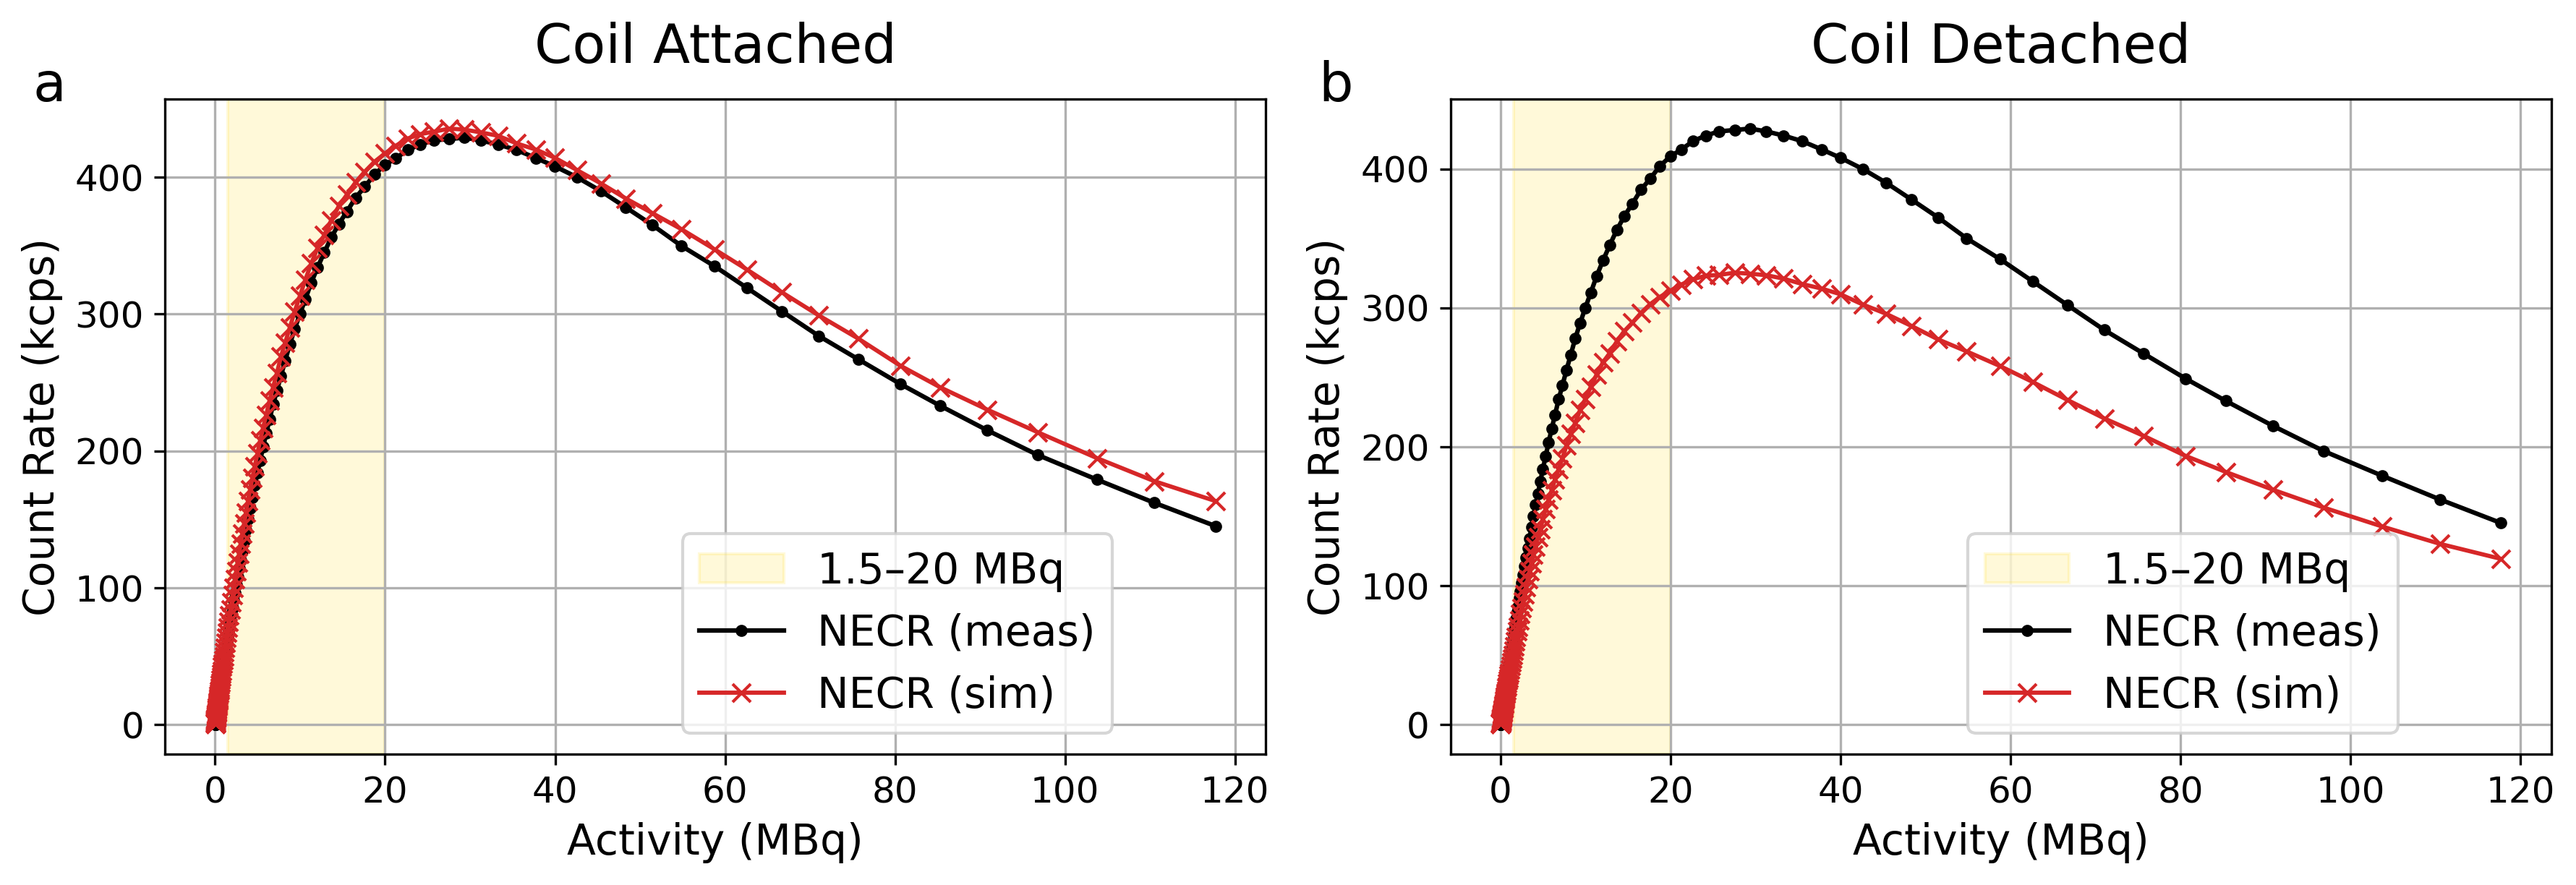 Coil Attached
a
Count Rate (kcps)
400
300
200
100
0
1.5–20 MBq
NECR (meas)
NECR (sim)
0 20 40 60 80 100 120
Activity (MBq)
Coil Detached
b
Count Rate (kcps)
400
300
200
100
0
1.5–20 MBq
NECR (meas)
NECR (sim)
0 20 40 60 80 100 120
Activity (MBq)